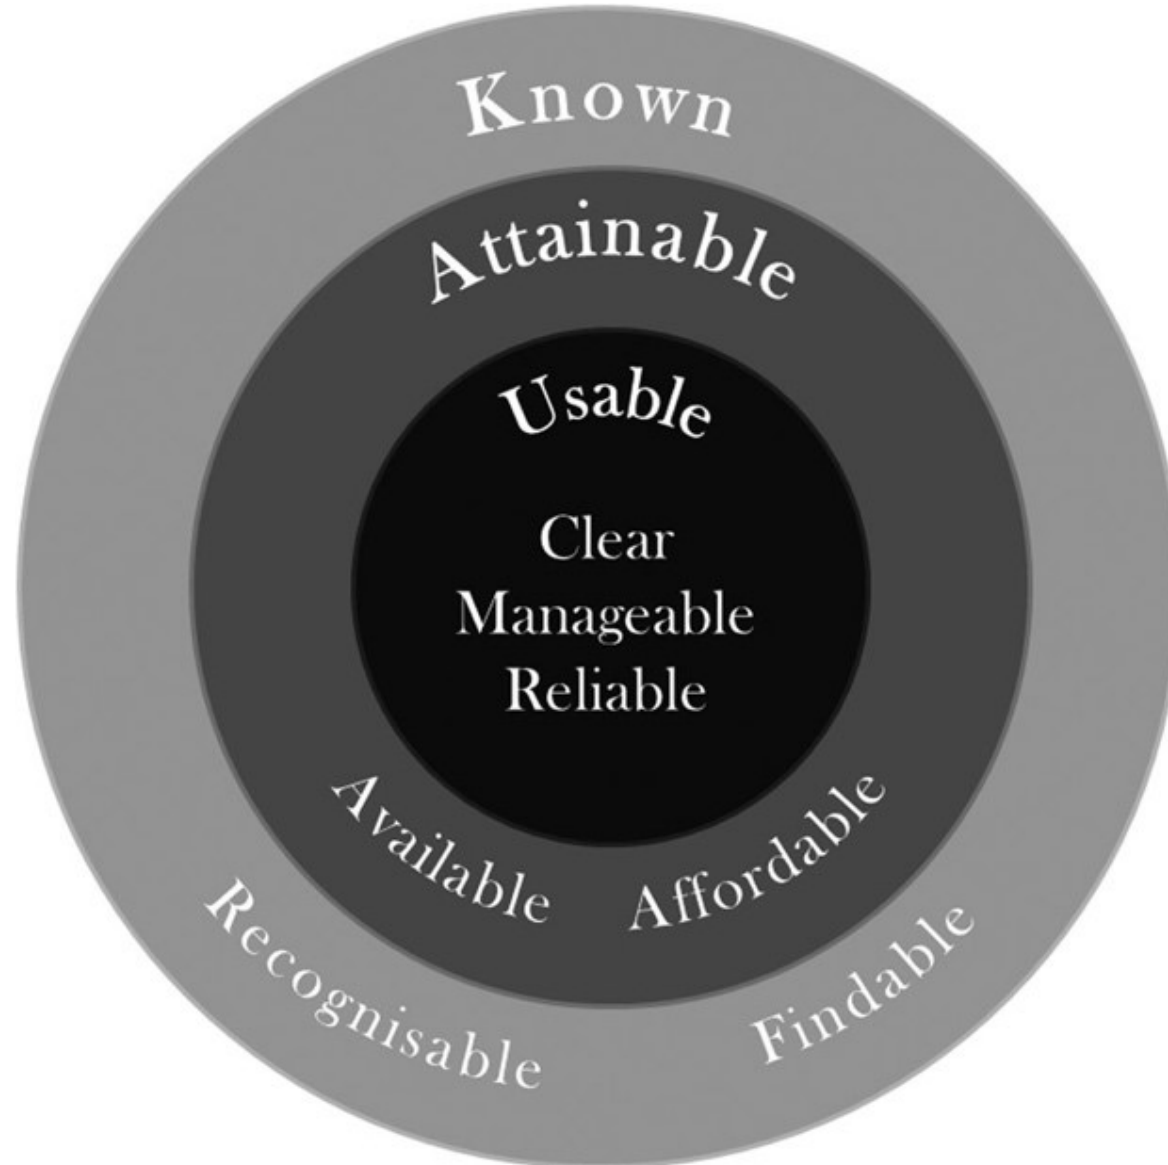 Known
Attainable
Usable
Clear
Manageable
Reliable
Available
Affordable
Recognisable
Findable